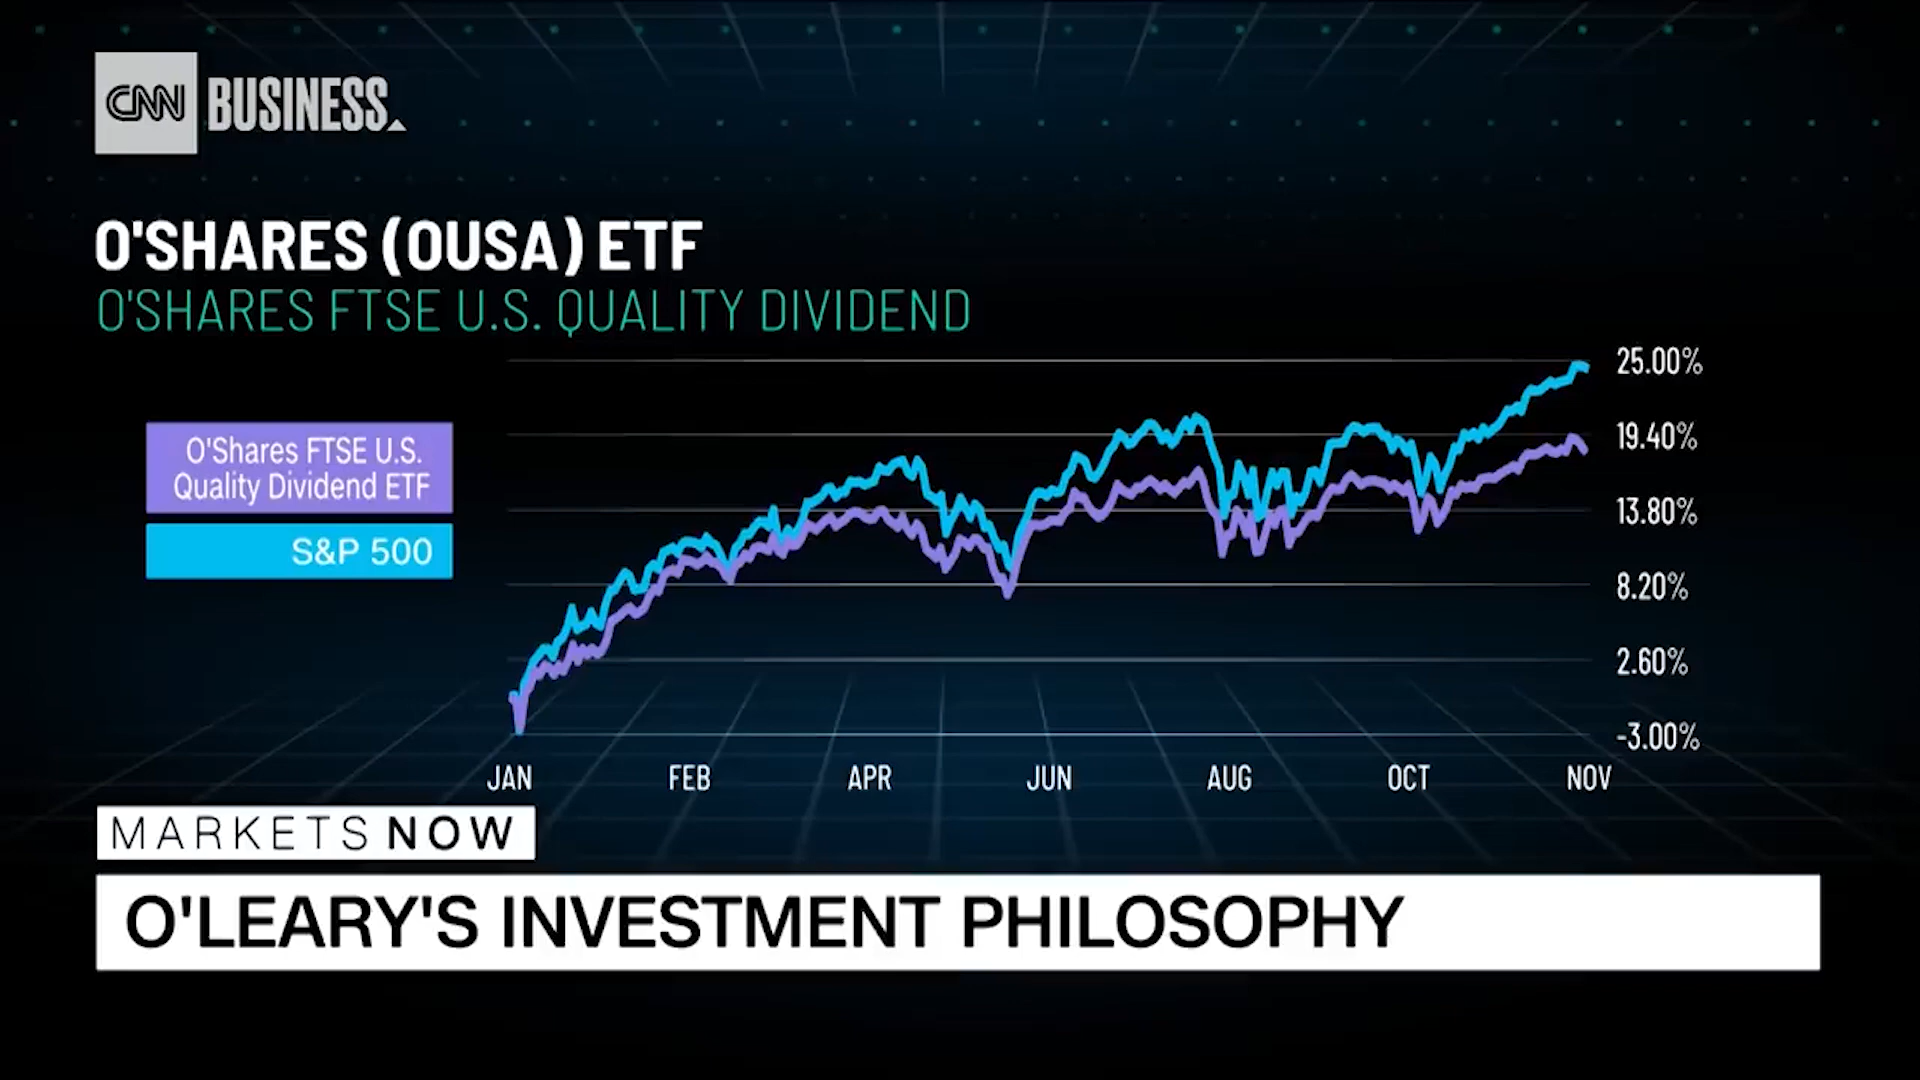 CNN BUSINESS
O'SHARES (OUSA) ETF
O'SHARES FTSE U.S. QUALITY DIVIDEND
O'Shares FTSE U.S.
Quality Dividend ETF
S&P 500
25.00%
19.40%
13.80%
8.20%
2.60%
-3.00%
JAN FEB APR JUN AUG OCT NOV
MARKETS NOW
O'LEARY'S INVESTMENT PHILOSOPHY